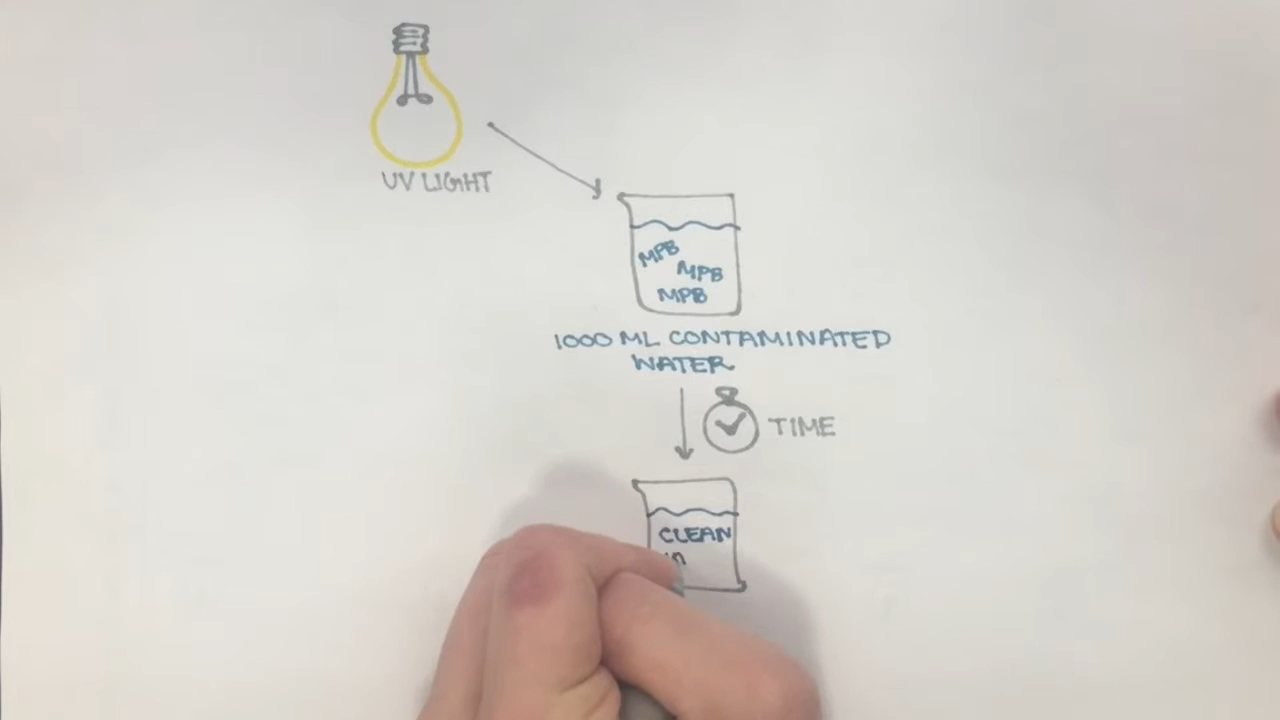 UV LIGHT
MPB
MPB
MPB
1000 ML CONTAMINATED
WATER
TIME
CLEAN